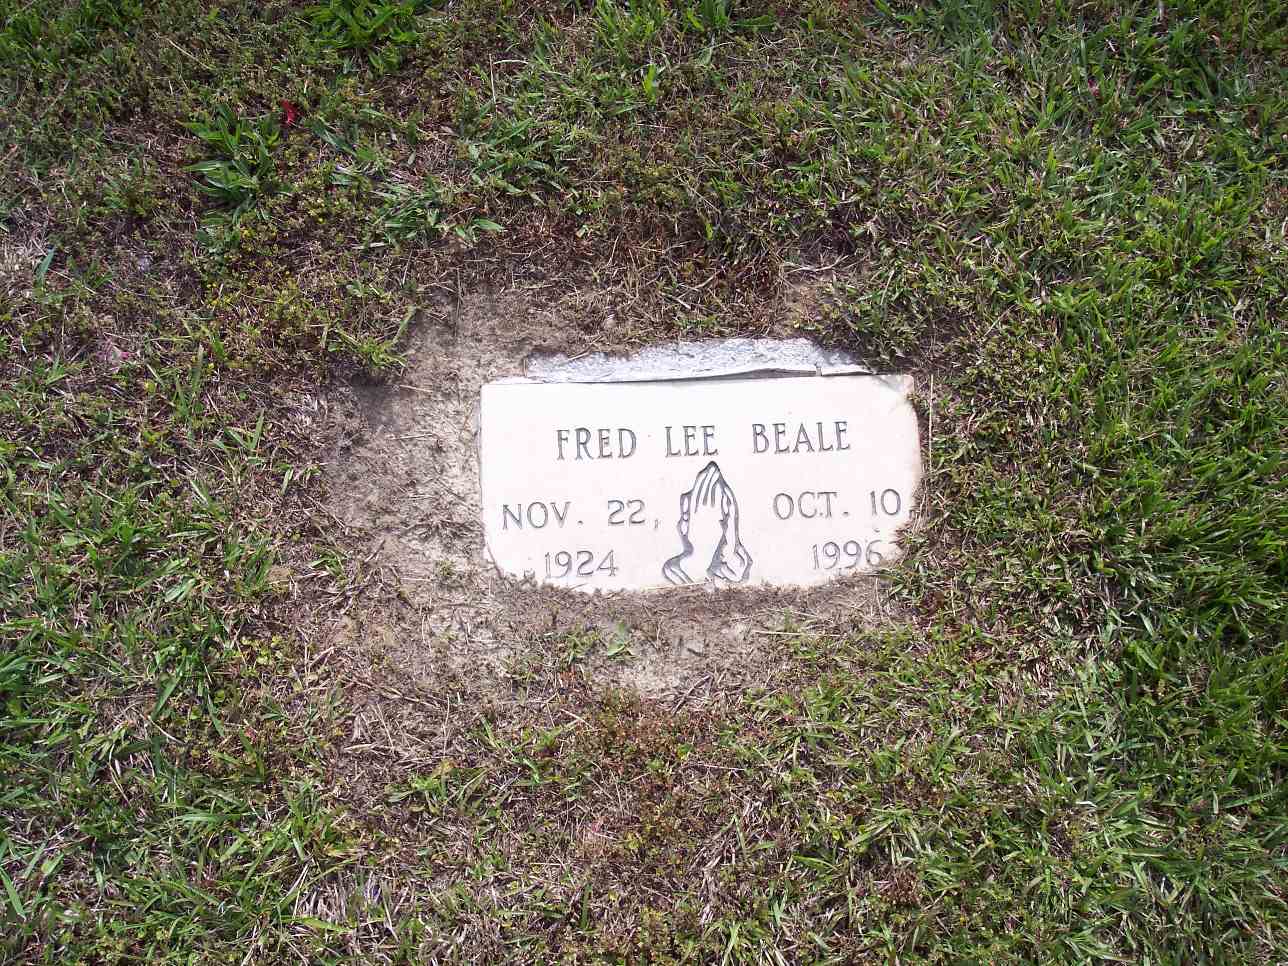 FRED LEE BEALE
NOV. 22, OCT. 10
1924 1996